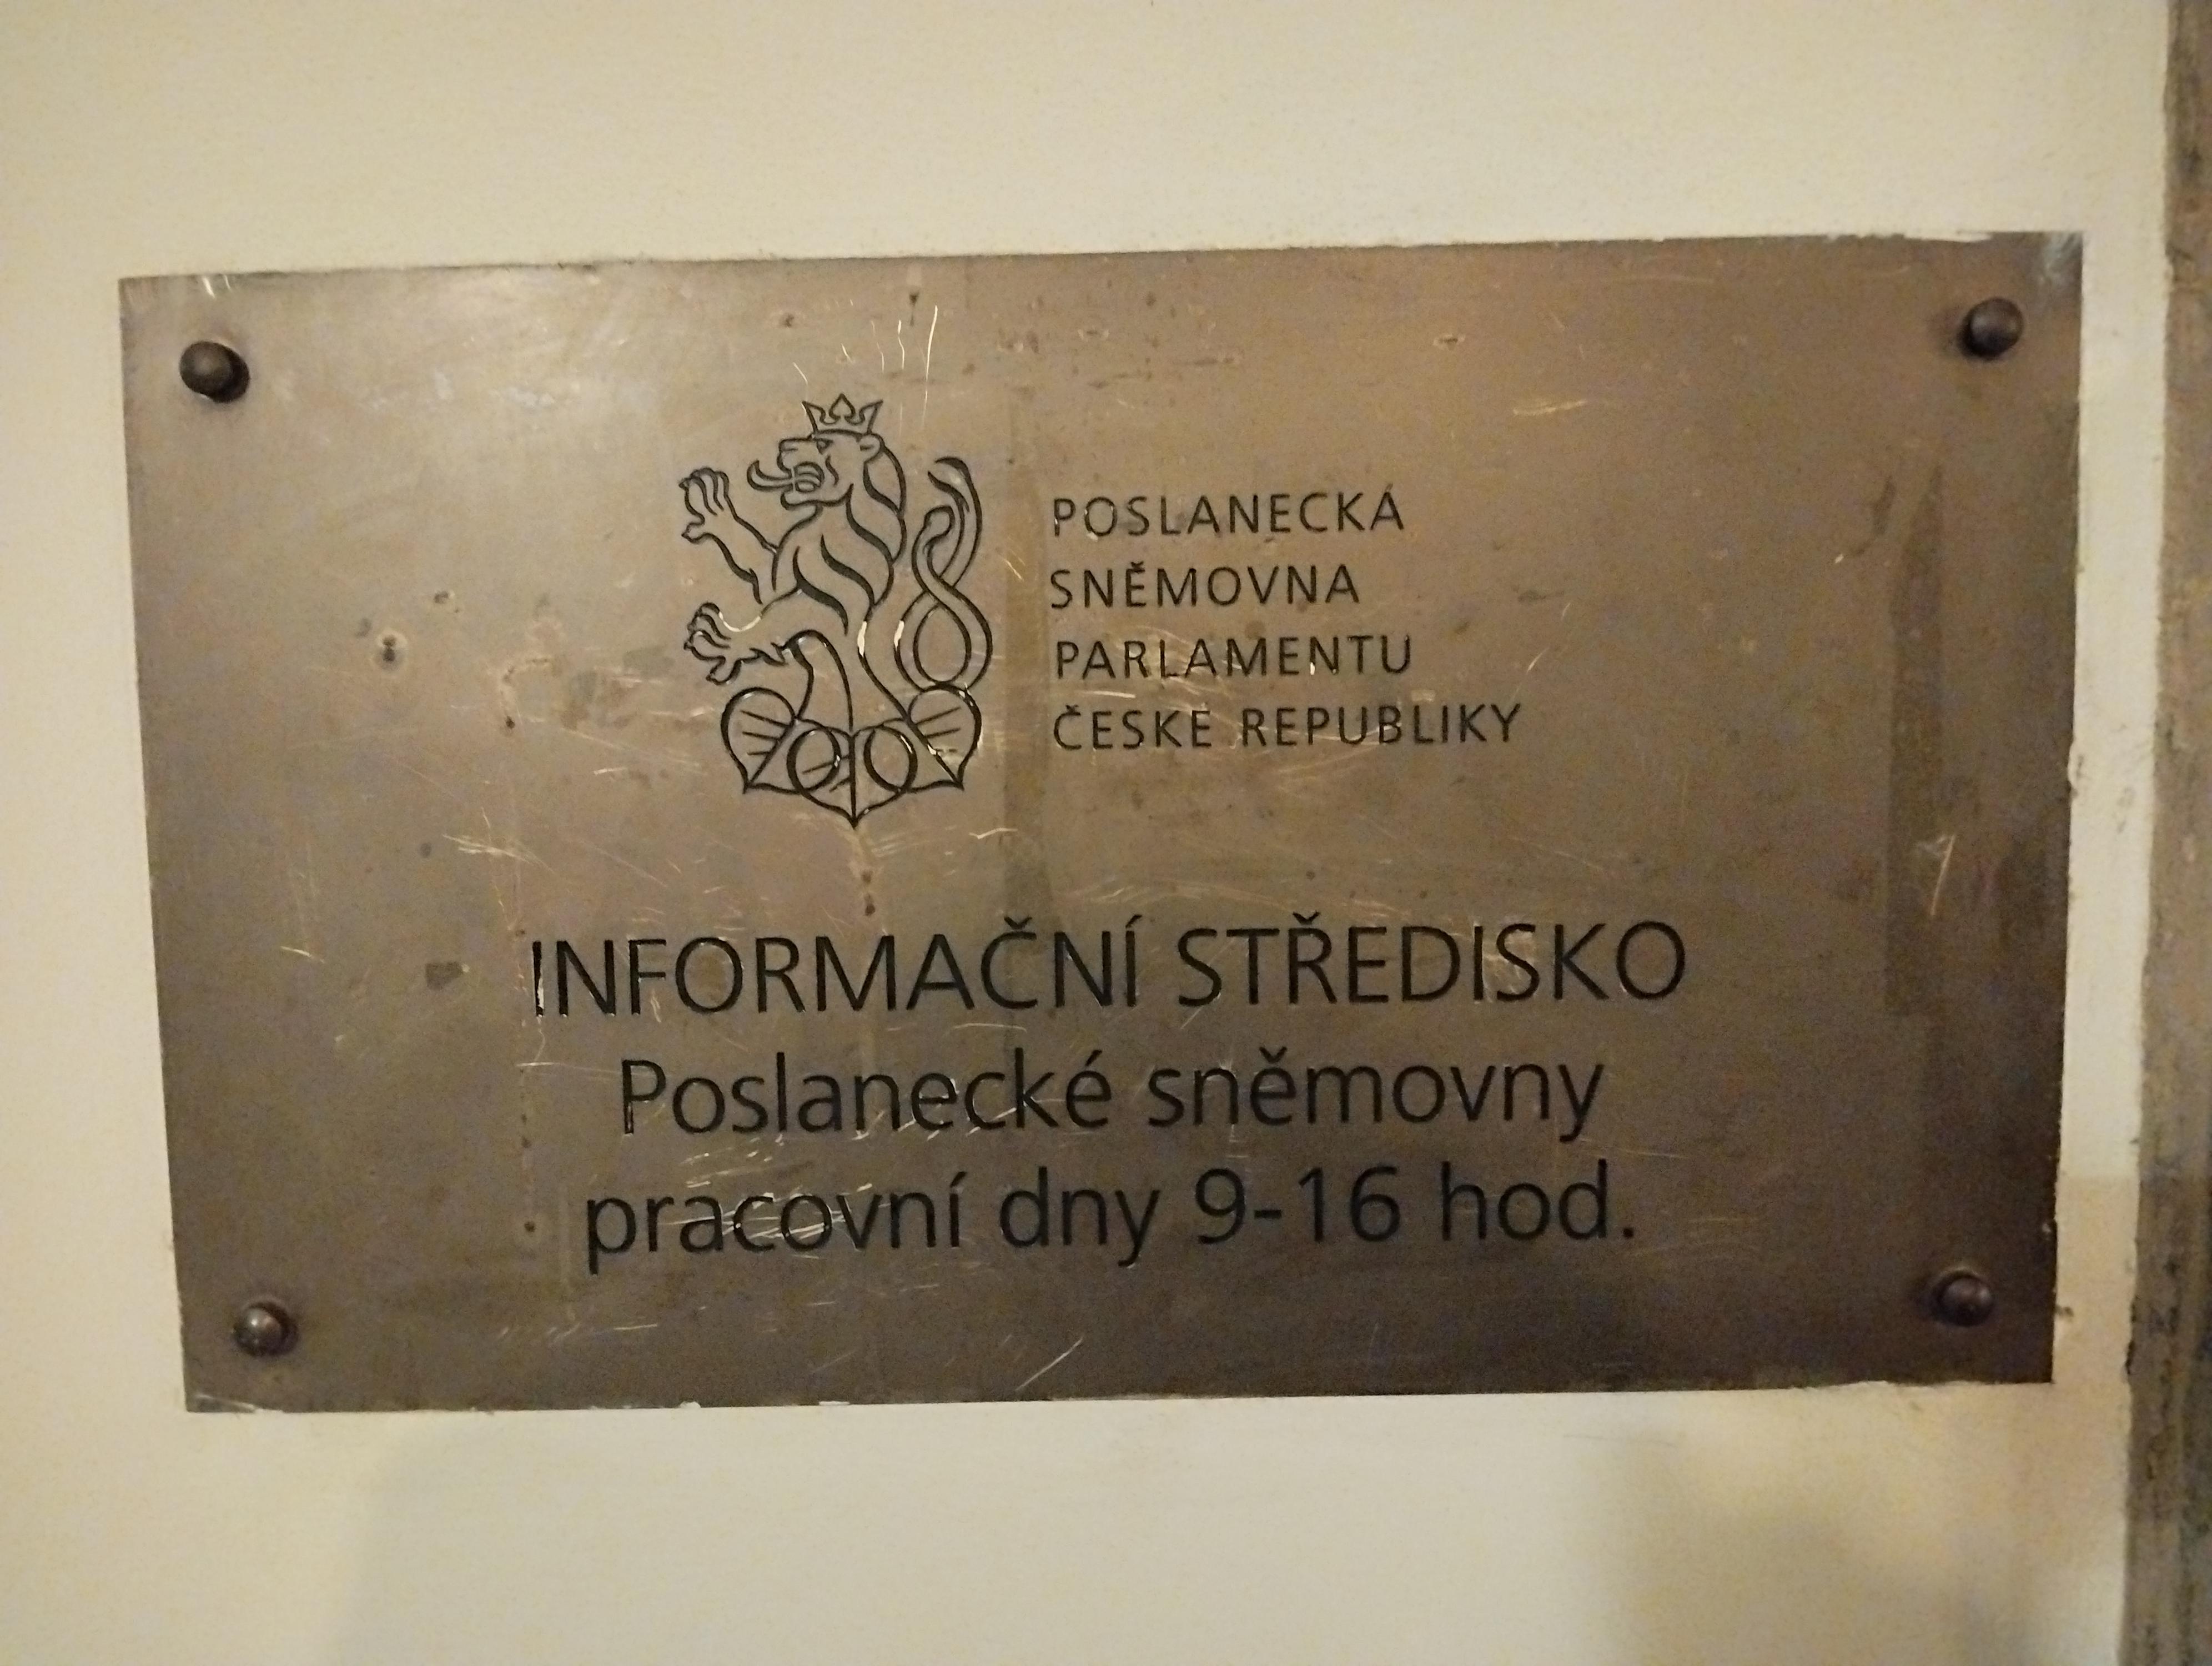 POSLANECKÁ
SNĚMOVNA
PARLAMENTU
ČESKÉ REPUBLIKY
INFORMAČNÍ STŘEDISKO
Poslanecké sněmovny
pracovní dny 9-16 hod.